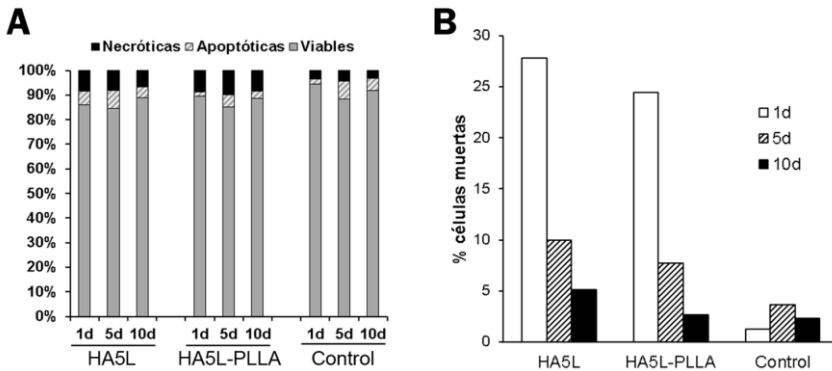 A
Necróticas Apoptóticas Viables
100%
90%
80%
70%
60%
50%
40%
30%
20%
10%
0%
1d 5d 10d 1d 5d 10d 1d 5d 10d
HA5L HA5L-PLLA Control
B
% células muertas
30
25
20
15
10
5
0
1d
5d
10d
HA5L HA5L-PLLA Control